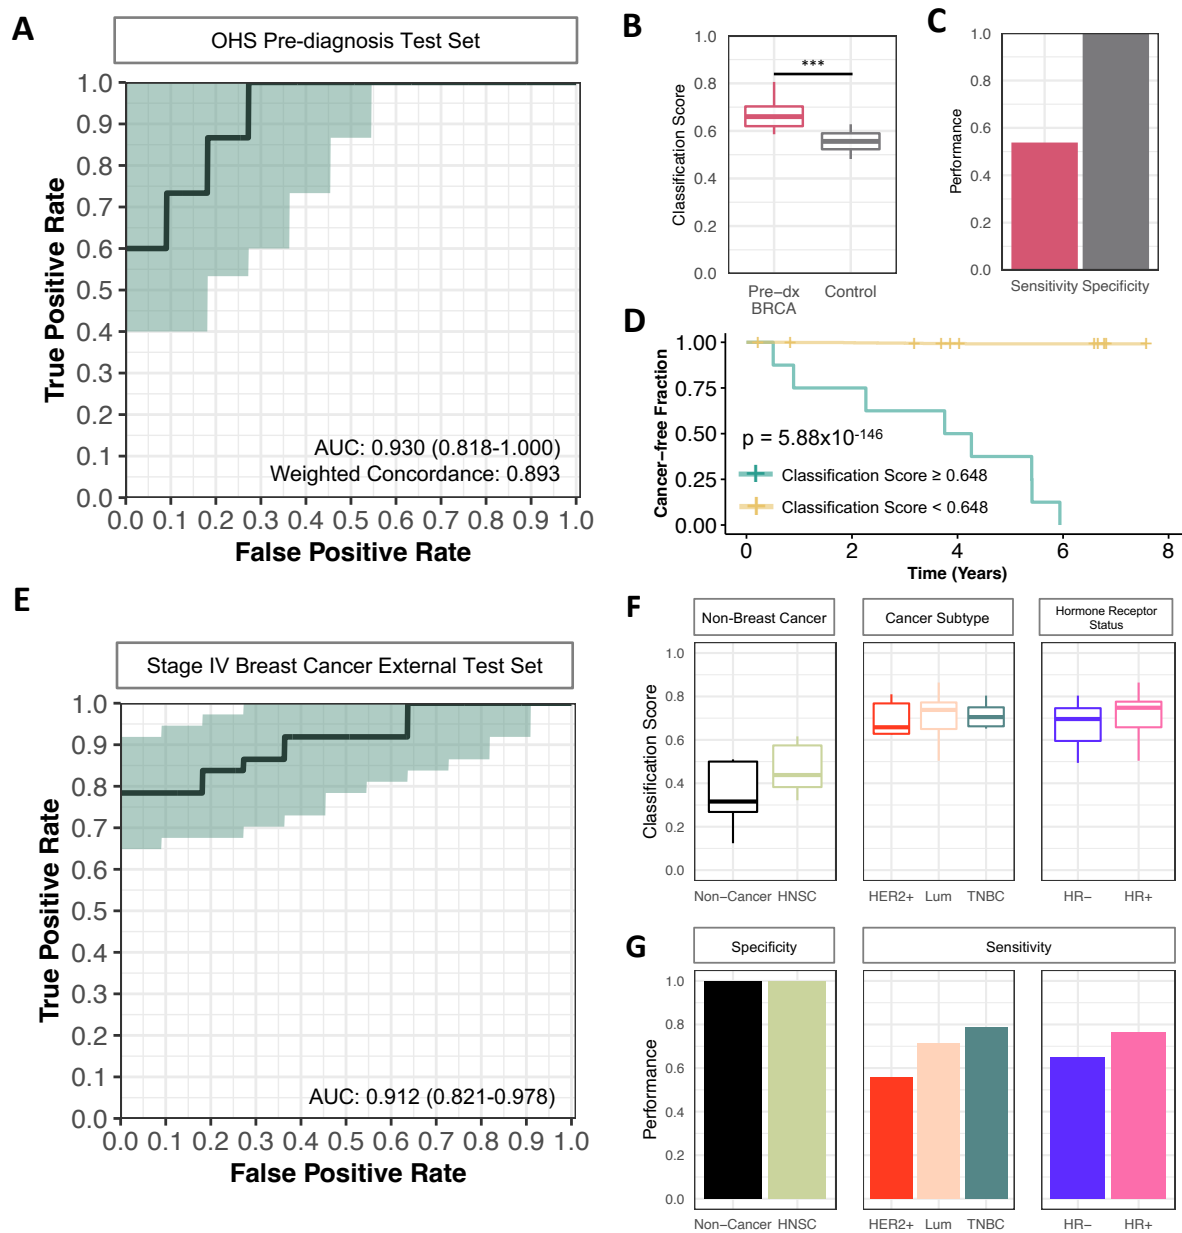 A
OHS Pre-diagnosis Test Set
1.0
0.9
0.8
0.7
0.6
0.5
0.4
0.3
0.2
0.1
0.0
True Positive Rate
AUC: 0.930 (0.818-1.000)
Weighted Concordance: 0.893
0.0 0.1 0.2 0.3 0.4 0.5 0.6 0.7 0.8 0.9 1.0
False Positive Rate
B
1.0
0.8
0.6
0.4
0.2
0.0
Classification Score
***
Pre-dx
BRCA
Control
C
1.0
0.8
0.6
0.4
0.2
0.0
Performance
Sensitivity Specificity
D
1.00
0.75
0.50
0.25
0.00
Cancer-free Fraction
p = 5.88x10-146
Classification Score ≥ 0.648
Classification Score < 0.648
0 2 4 6 8
Time (Years)
E
Stage IV Breast Cancer External Test Set
1.0
0.9
0.8
0.7
0.6
0.5
0.4
0.3
0.2
0.1
0.0
True Positive Rate
AUC: 0.912 (0.821-0.978)
0.0 0.1 0.2 0.3 0.4 0.5 0.6 0.7 0.8 0.9 1.0
False Positive Rate
F
Non-Breast Cancer
Cancer Subtype
Hormone Receptor
Status
1.0
0.8
0.6
0.4
0.2
0.0
Classification Score
Non-Cancer HNSC
HER2+ Lum TNBC
HR- HR+
G
Specificity
Sensitivity
1.0
0.8
0.6
0.4
0.2
0.0
Performance
Non-Cancer HNSC
HER2+ Lum TNBC
HR- HR+